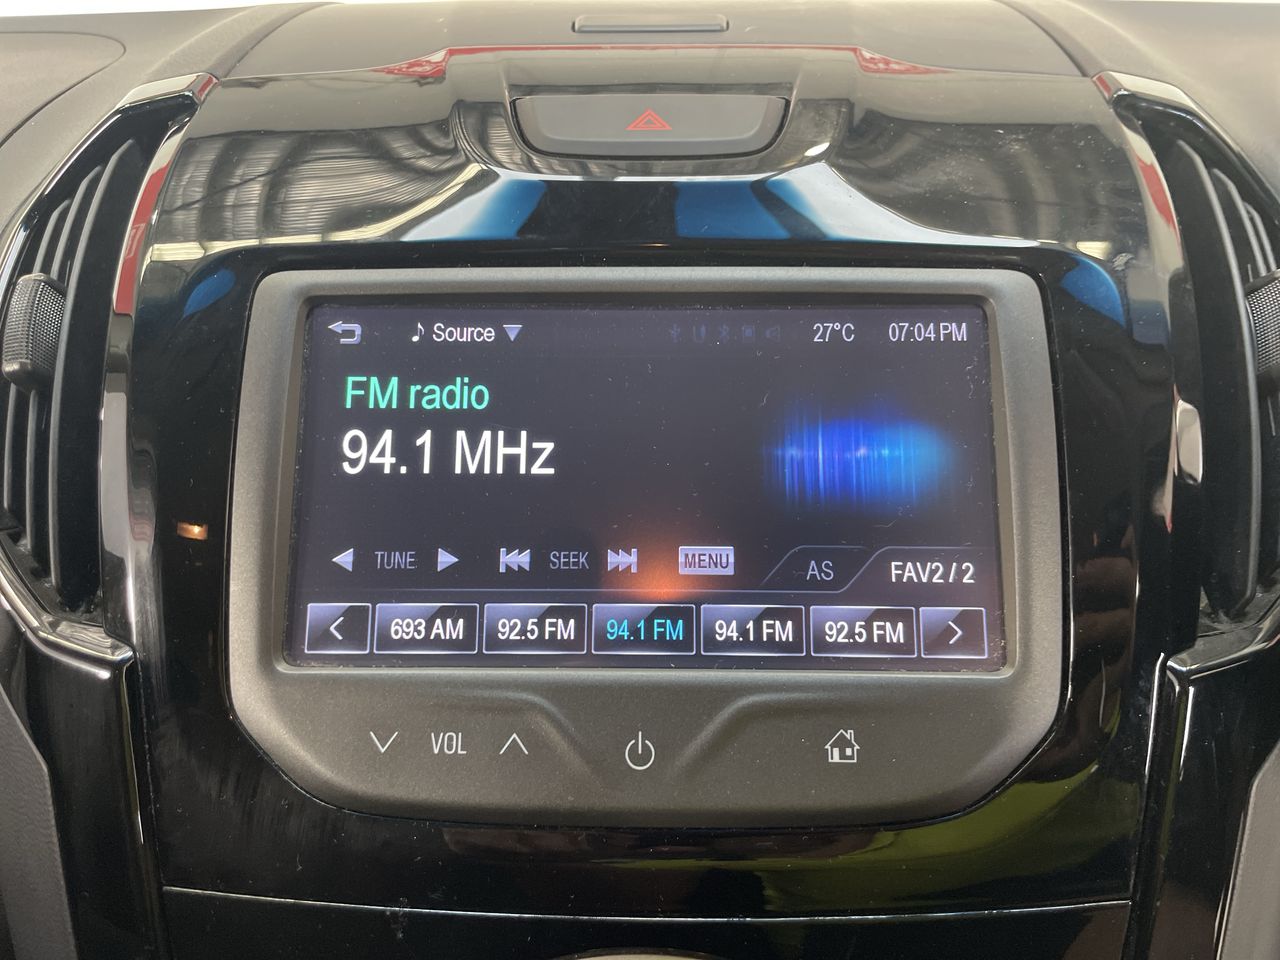 Source 27°C 07:04 PM
FM radio
94.1 MHz
TUNE SEEK MENU AS FAV2 / 2
693 AM 92.5 FM 94.1 FM 94.1 FM 92.5 FM
VOL